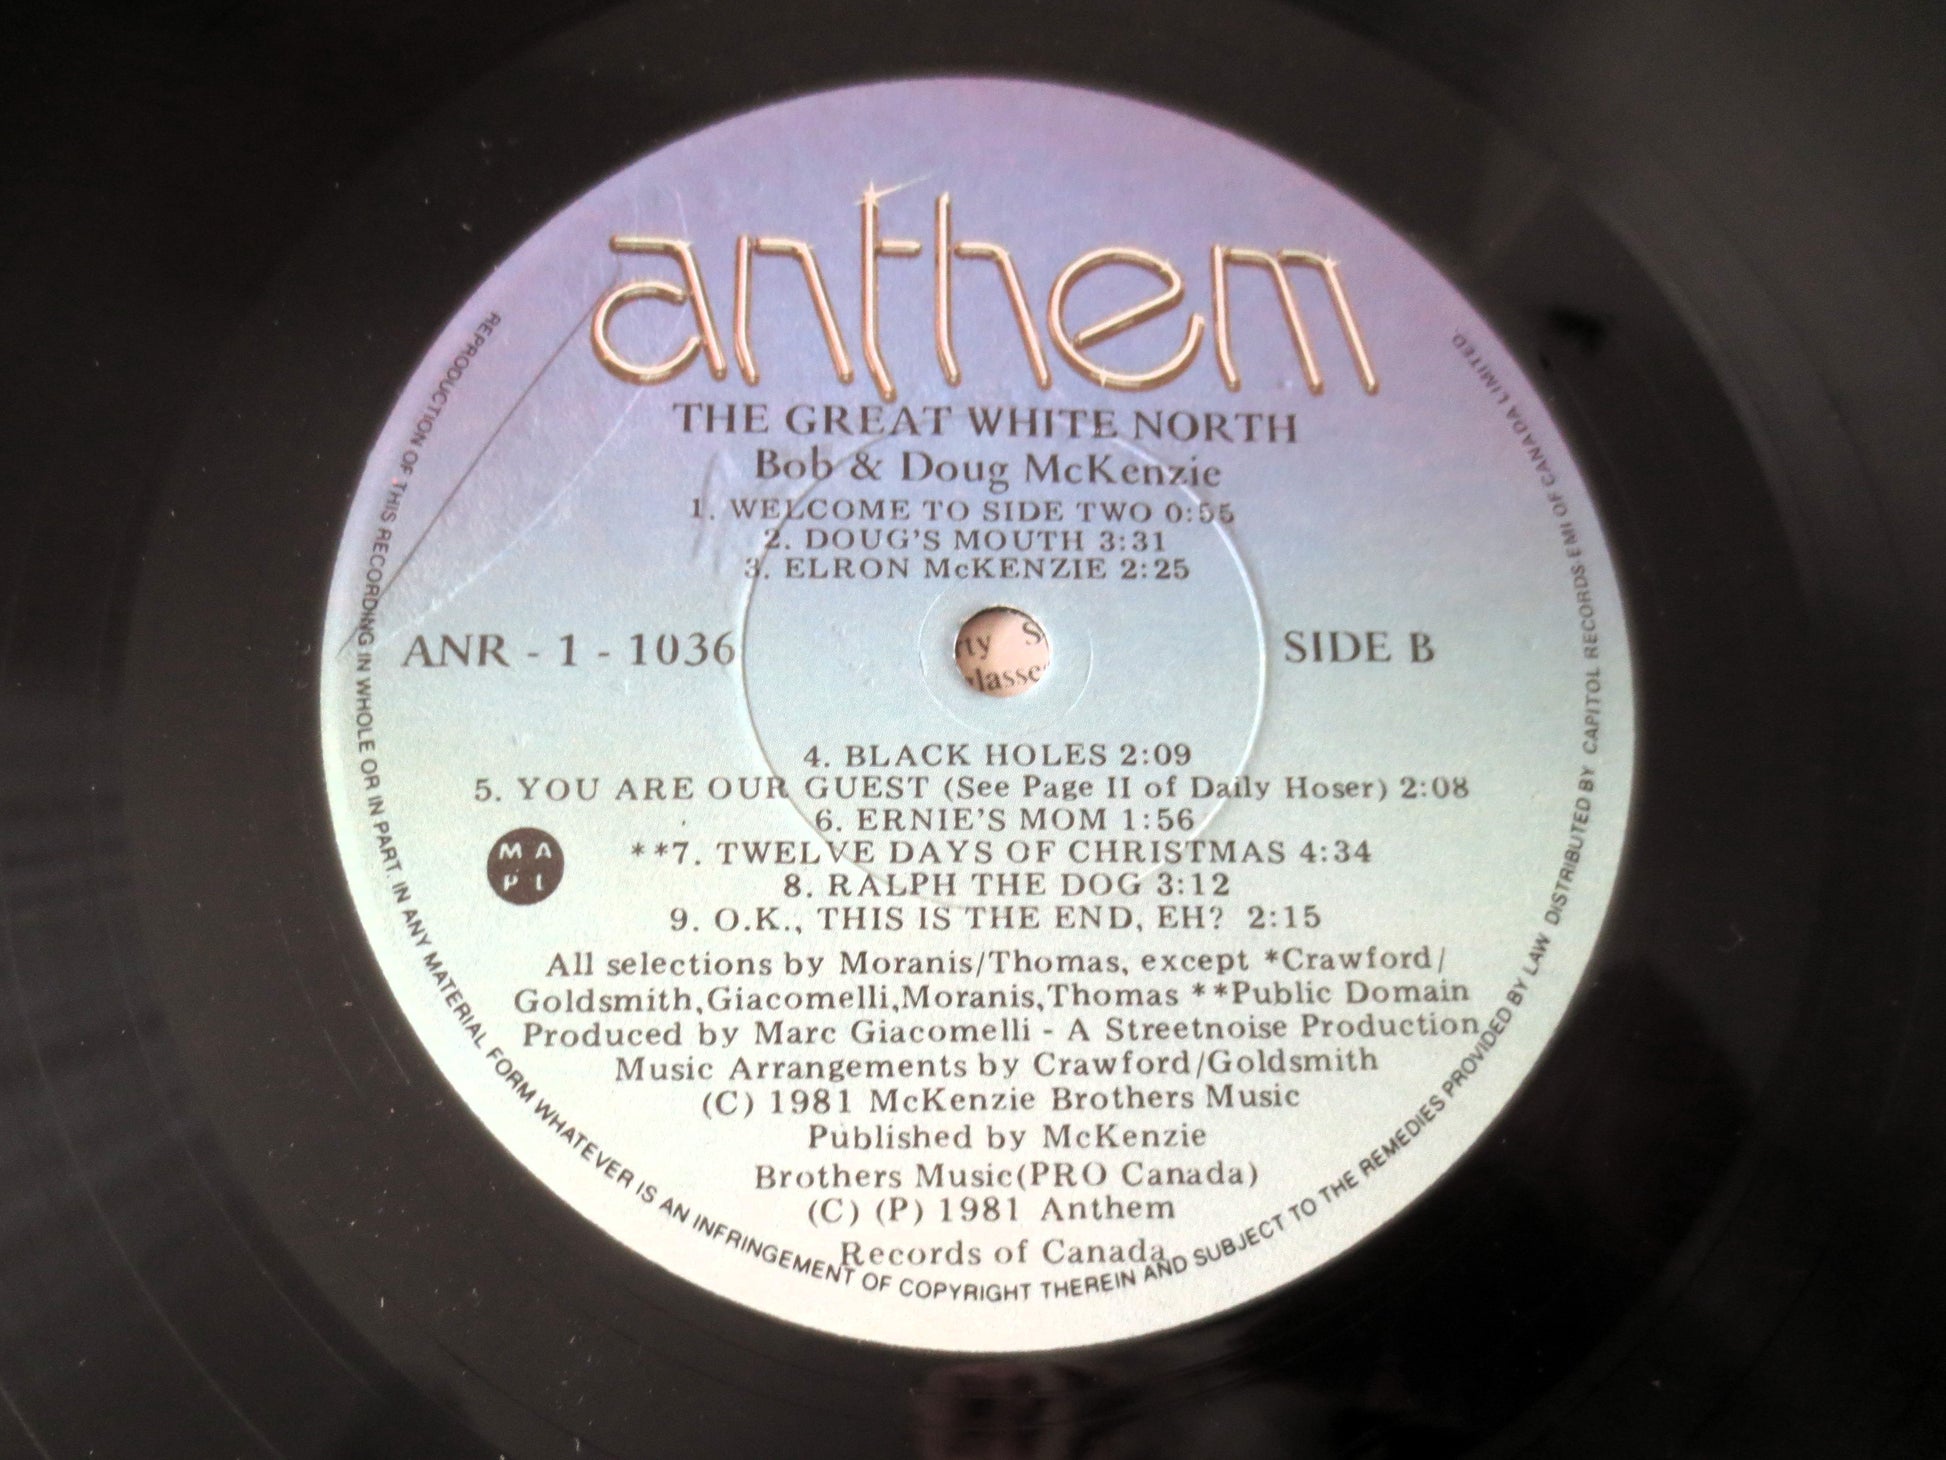 anthem
THE GREAT WHITE NORTH
Bob & Doug McKenzie
1. WELCOME TO SIDE TWO 0:55
2. DOUG'S MOUTH 3:31
3. ELRON McKENZIE 2:25
ANR - 1 - 1036
SIDE B
4. BLACK HOLES 2:09
5. YOU ARE OUR GUEST (See Page II of Daily Hoser) 2:08
6. ERNIE'S MOM 1:56
**7. TWELVE DAYS OF CHRISTMAS 4:34
8. RALPH THE DOG 3:12
9. O.K., THIS IS THE END, EH? 2:15
MA
PL
All selections by Moranis/Thomas, except *Crawford/
Goldsmith,Giacomelli,Moranis,Thomas **Public Domain
Produced by Marc Giacomelli - A Streetnoise Production
Music Arrangements by Crawford/Goldsmith
(C) 1981 McKenzie Brothers Music
Published by McKenzie
Brothers Music(PRO Canada)
(C) (P) 1981 Anthem
Records of Canada
REPRODUCTION OF THIS RECORDING IN WHOLE OR IN PART. IN ANY MATERIAL FORM WHATEVER IS AN INFRINGEMENT OF COPYRIGHT THEREIN AND SUBJECT TO THE REMEDIES PROVIDED BY LAW DISTRIBUTED BY CAPITOL RECORDS EMI OF CANADA LIMITED.